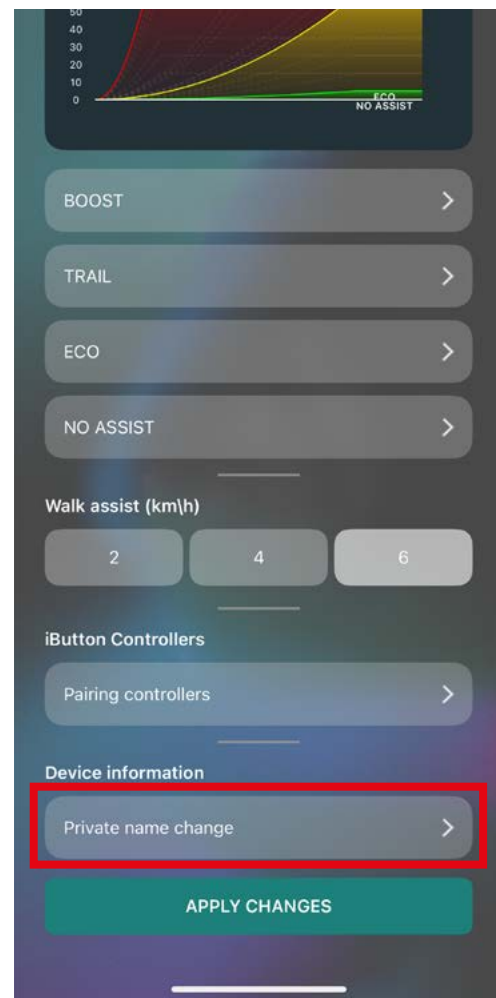 50
40
30
20
10
0
ECO
NO ASSIST
BOOST
TRAIL
ECO
NO ASSIST
Walk assist (km\h)
2 4 6
iButton Controllers
Pairing controllers
Device information
Private name change
APPLY CHANGES